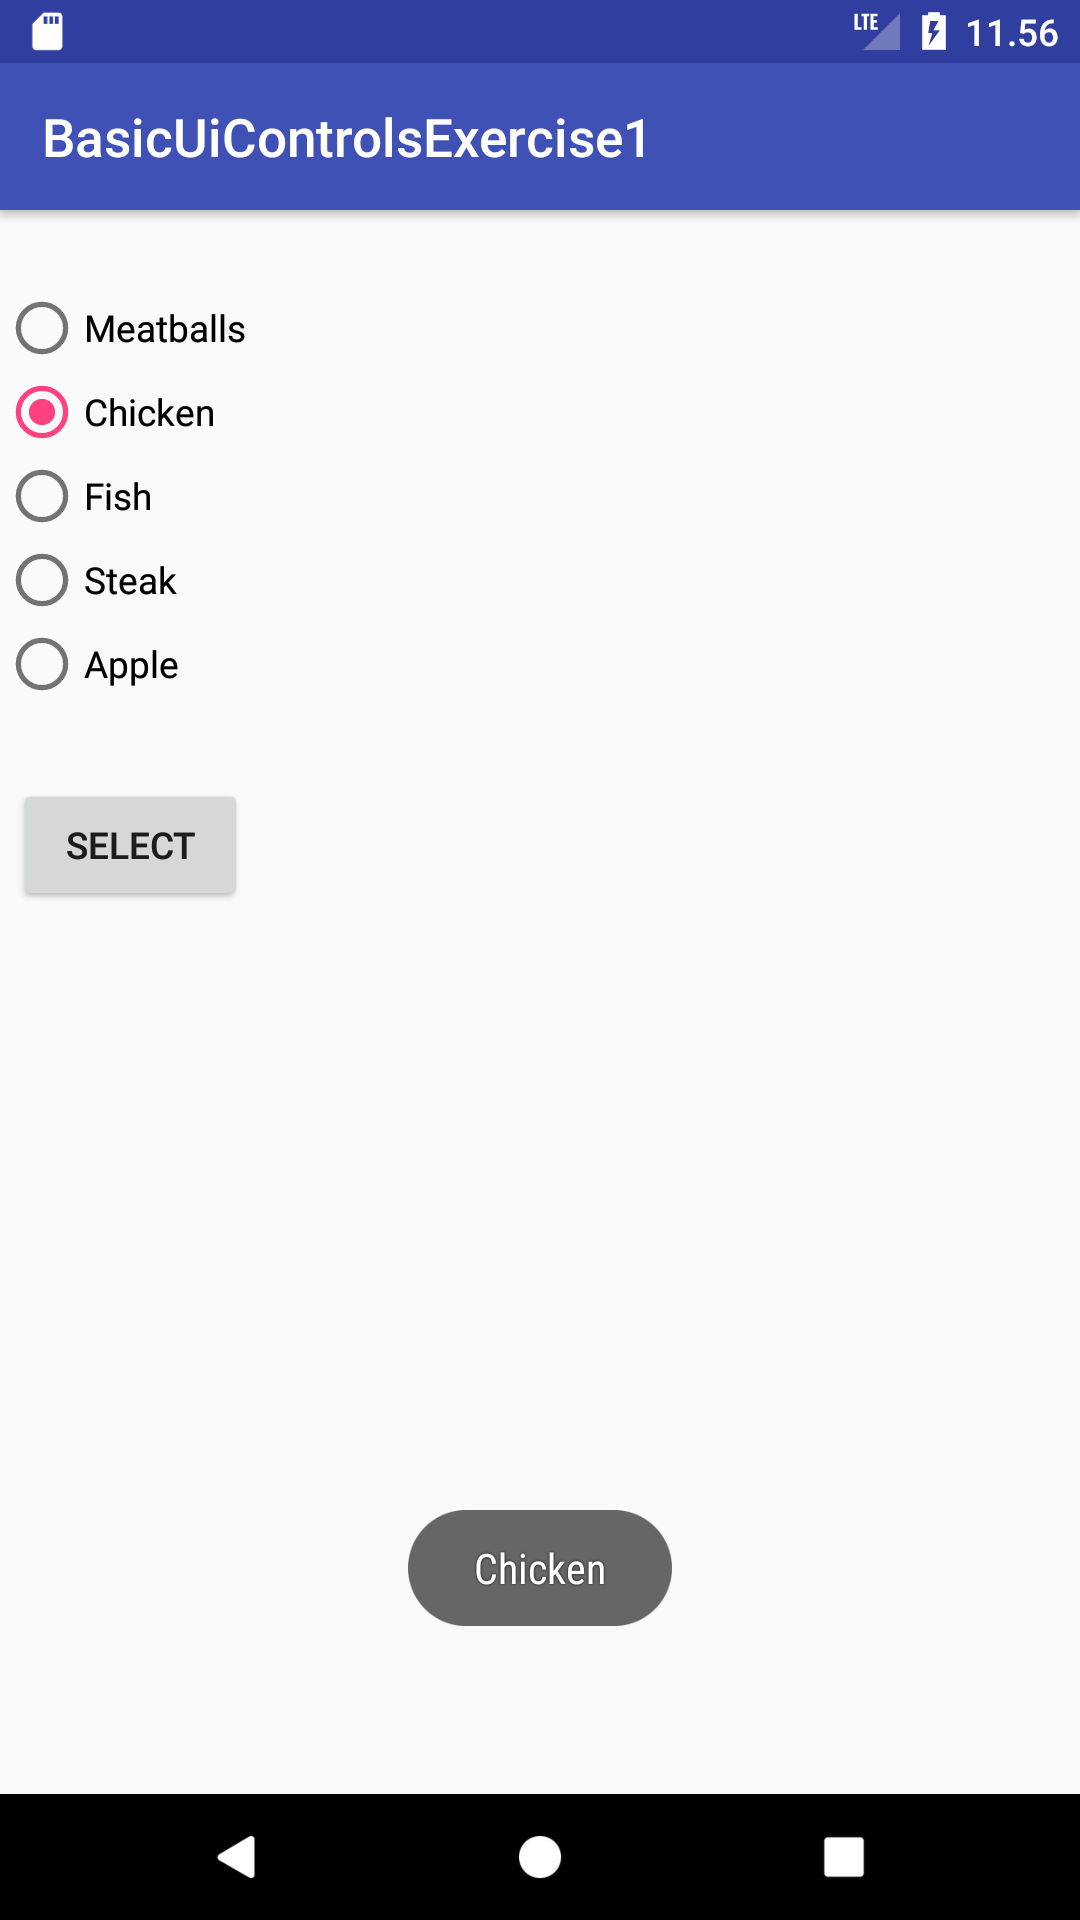 LTE 11.56
BasicUiControlsExercise1
Meatballs
Chicken
Fish
Steak
Apple
SELECT
Chicken